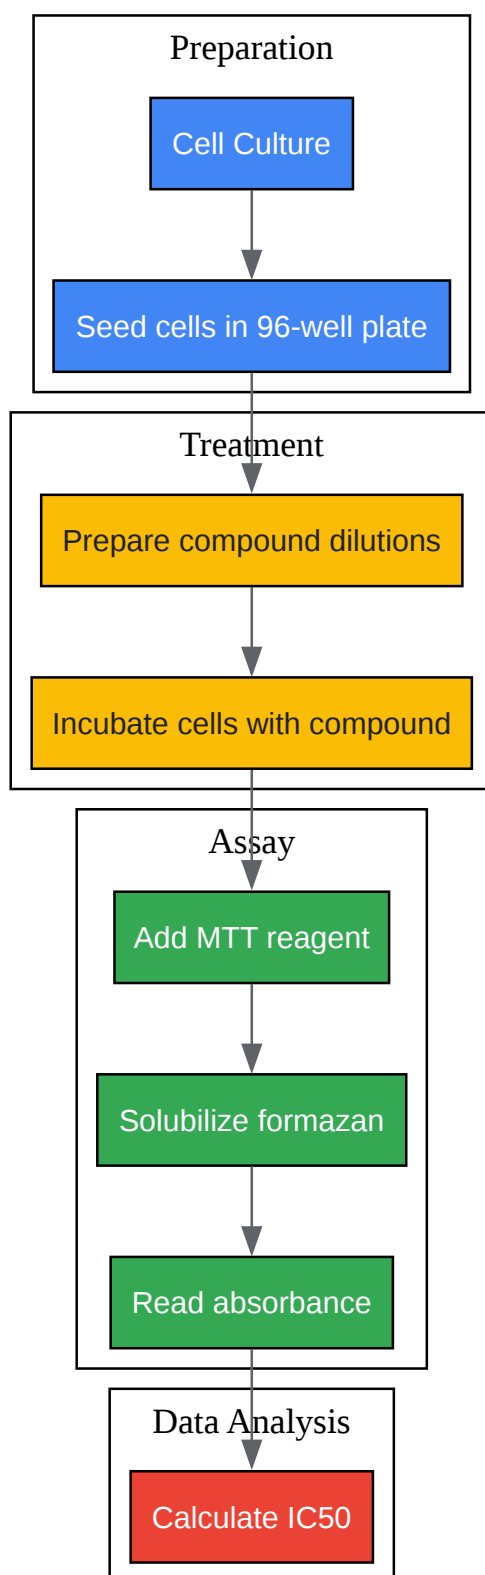 Preparation
Cell Culture
Seed cells in 96-well plate
Treatment
Prepare compound dilutions
Incubate cells with compound
Assay
Add MTT reagent
Solubilize formazan
Read absorbance
Data Analysis
Calculate IC50